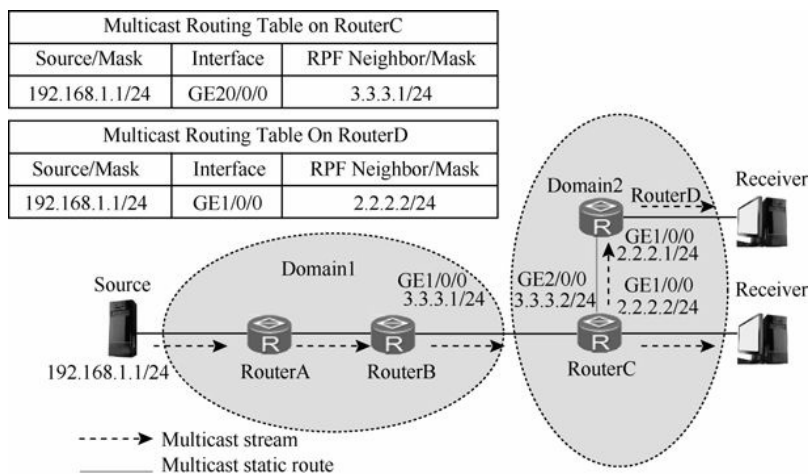 Multicast Routing Table on RouterC
Source/Mask Interface RPF Neighbor/Mask
192.168.1.1/24 GE20/0/0 3.3.3.1/24
Multicast Routing Table On RouterD
Source/Mask Interface RPF Neighbor/Mask
192.168.1.1/24 GE1/0/0 2.2.2.2/24
Domain2
RouterD
Receiver
R
GE1/0/0
2.2.2.1/24
Domain1
GE1/0/0
3.3.3.1/24
GE2/0/0
3.3.3.2/24
GE1/0/0
2.2.2.2/24
Receiver
Source
192.168.1.1/24
R
RouterA
R
RouterB
R
RouterC
Multicast stream
Multicast static route